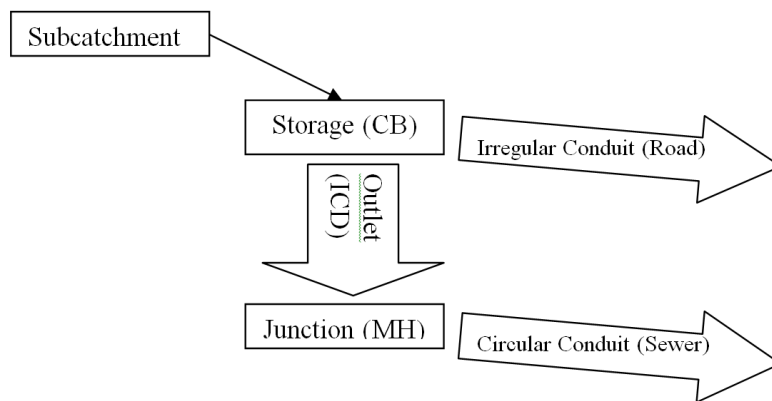 Subcatchment
Storage (CB)
Irregular Conduit (Road)
Outlet
(ICD)
Junction (MH)
Circular Conduit (Sewer)